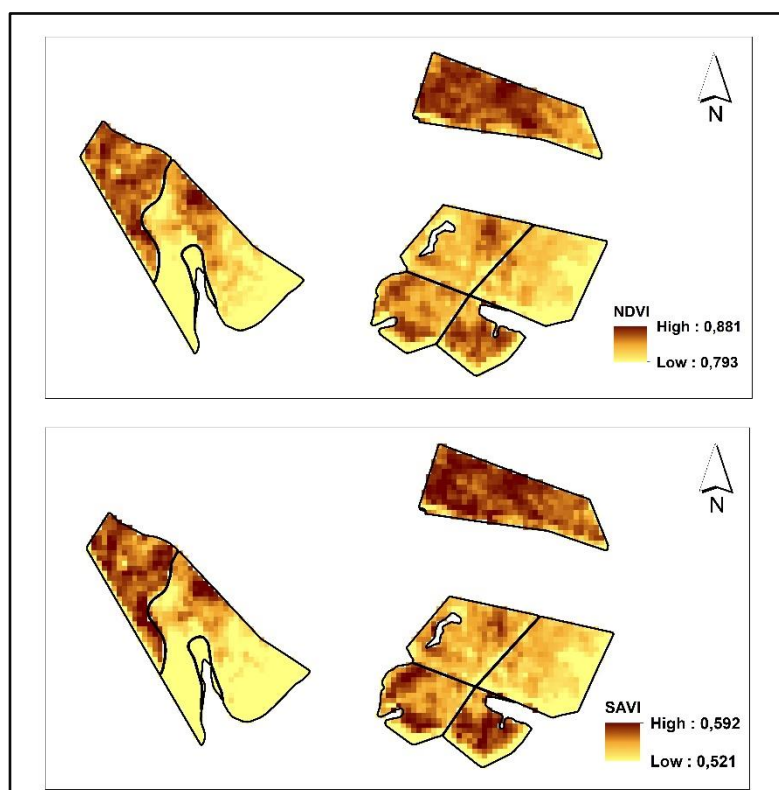 N
NDVI
High : 0,881
Low : 0,793
N
SAVI
High : 0,592
Low : 0,521